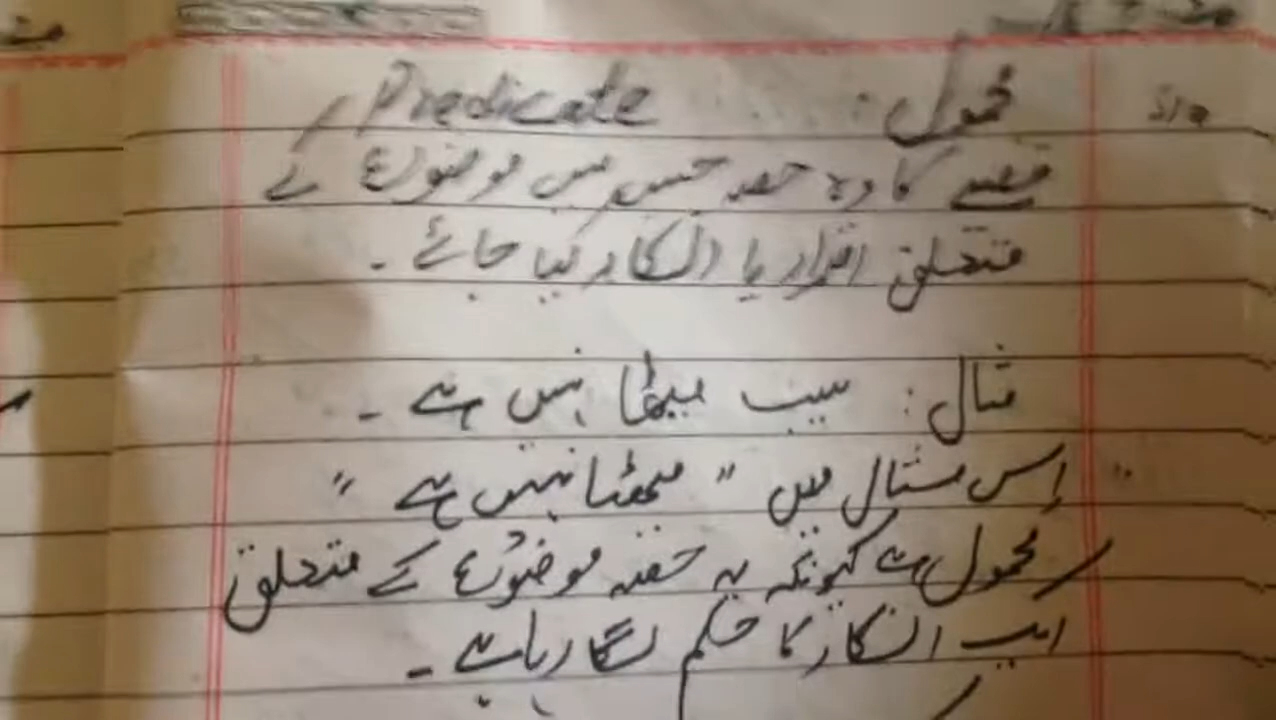 محمول: Predicate
قضیے کا وہ حصہ جس میں موضوع کے
متعلق اقرار یا انکار کیا جائے ۔
مثال: سیب میٹھا نہیں ہے ۔
اس مثال میں " میٹھا نہیں ہے "
محمول ہے کیونکہ یہ حصہ موضوع کے متعلق
ایک انکار کا حکم لگا رہا ہے ۔